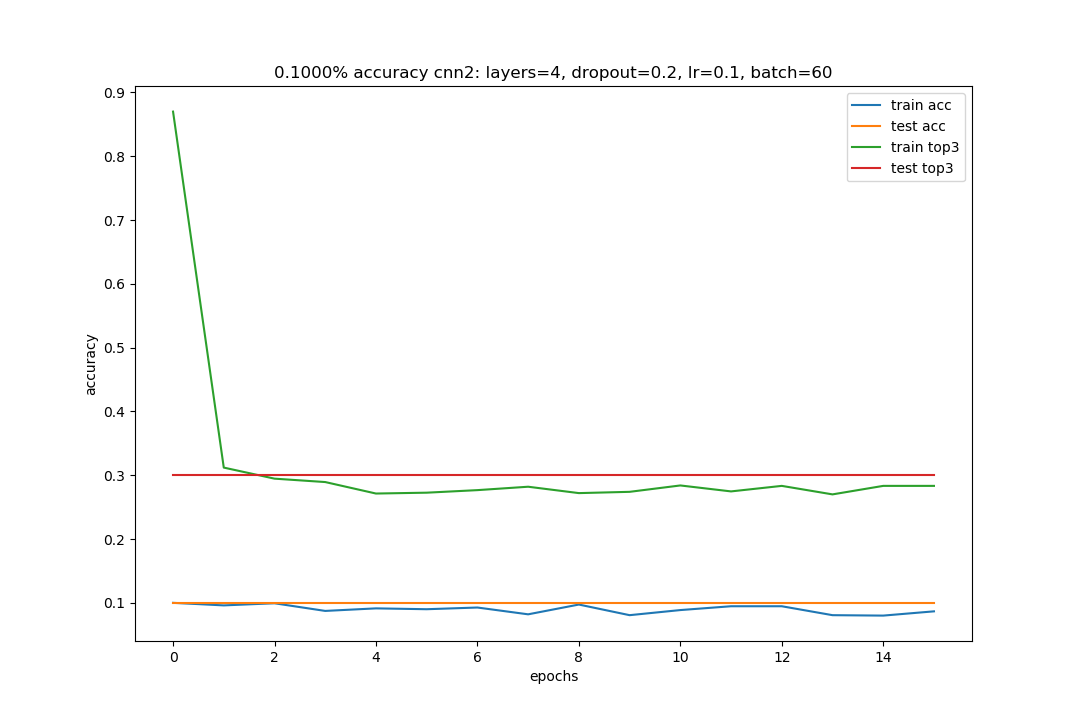 0.1000% accuracy cnn2: layers=4, dropout=0.2, lr=0.1, batch=60
train acc
test acc
train top3
test top3
0.9
0.8
0.7
0.6
0.5
0.4
0.3
0.2
0.1
accuracy
0 2 4 6 8 10 12 14
epochs